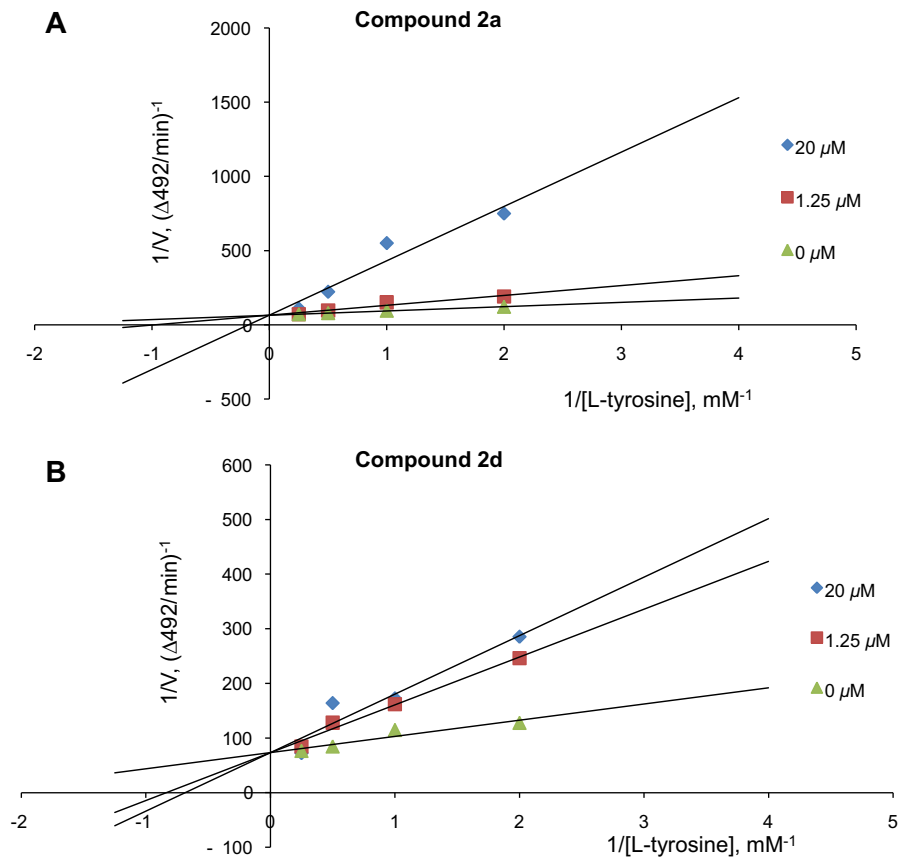 A
Compound 2a
2000
1500
1000
500
0
- 500
-2
-1
0
1
2
3
4
5
1/V, (Δ492/min)-1
1/[L-tyrosine], mM-1
20 µM
1.25 µM
0 µM
B
Compound 2d
600
500
400
300
200
100
0
- 100
-2
-1
0
1
2
3
4
5
1/V, (Δ492/min)-1
1/[L-tyrosine], mM-1
20 µM
1.25 µM
0 µM